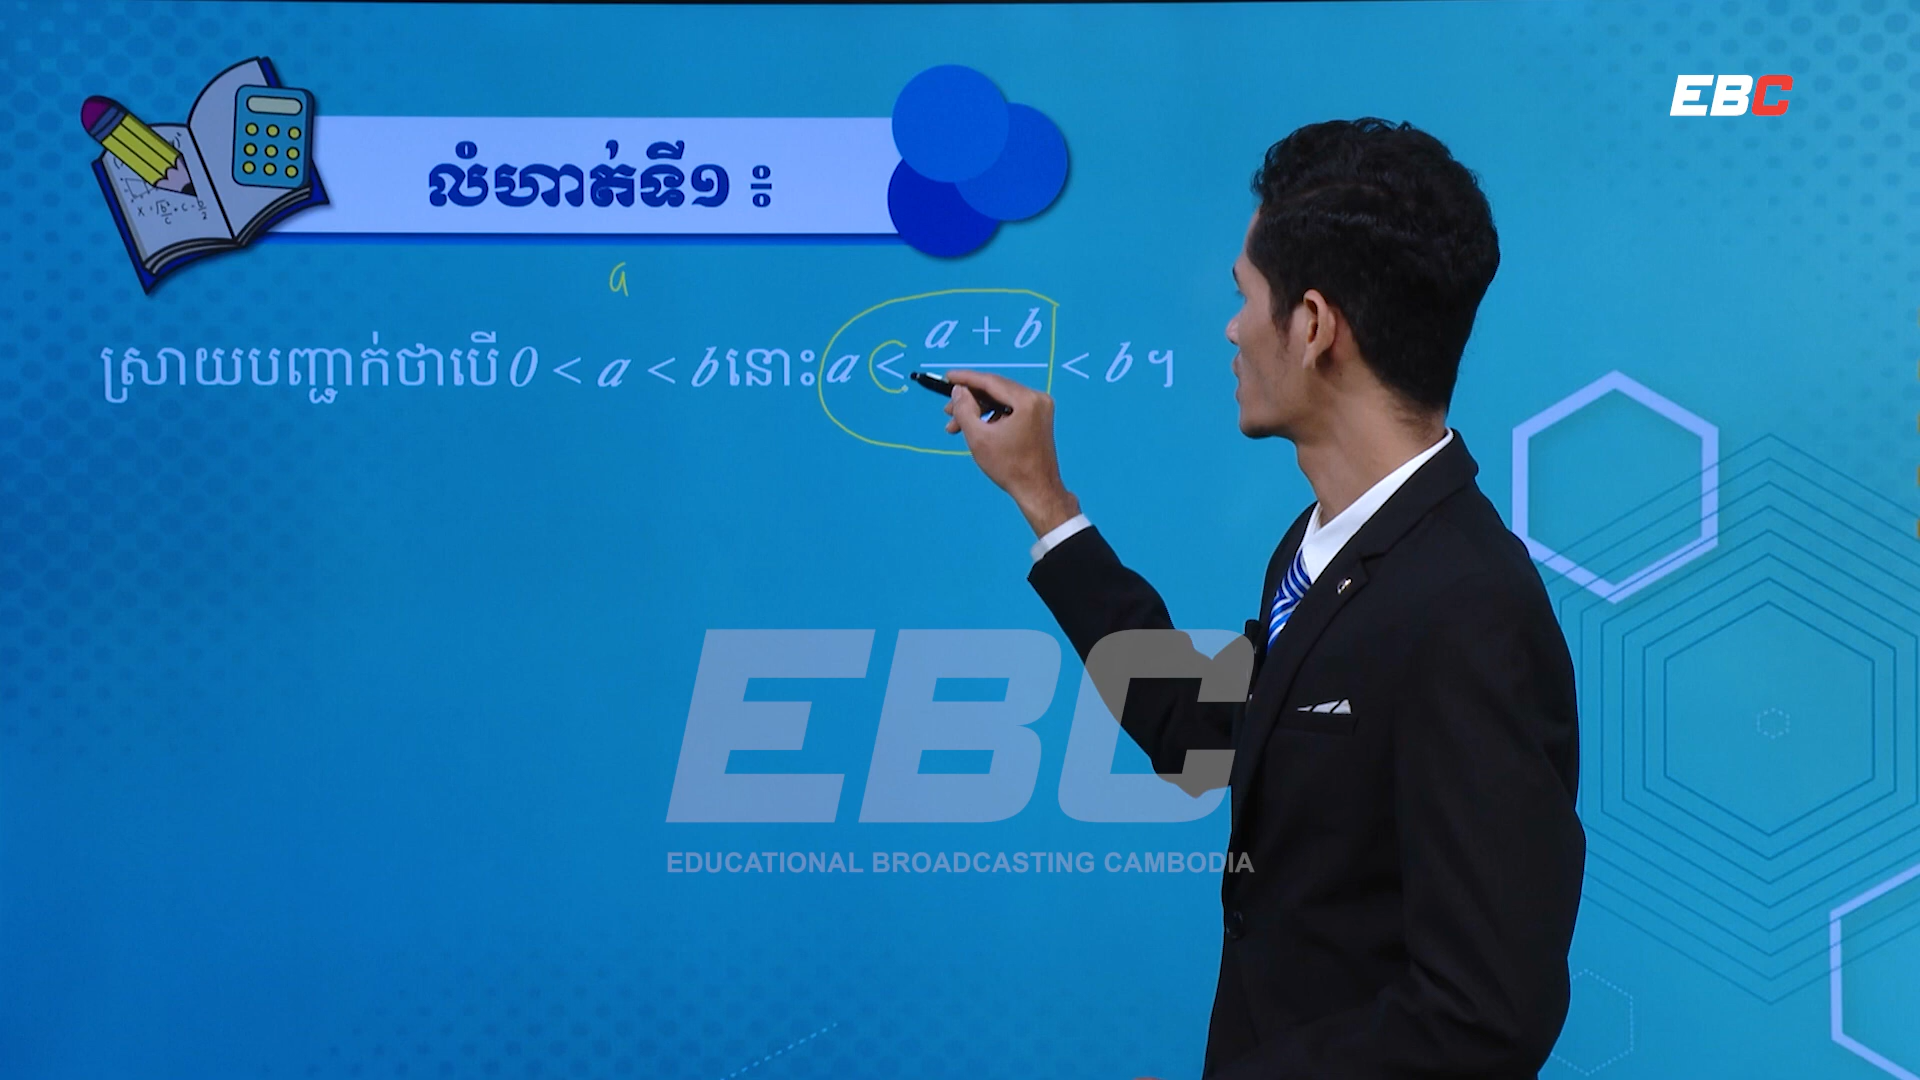 EBC
លំហាត់ទី១ ៖
a
ស្រាយបញ្ជាក់ថាបើ 0 < a < b នោះ a < a + b < b ។
EBC
EDUCATIONAL BROADCASTING CAMBODIA